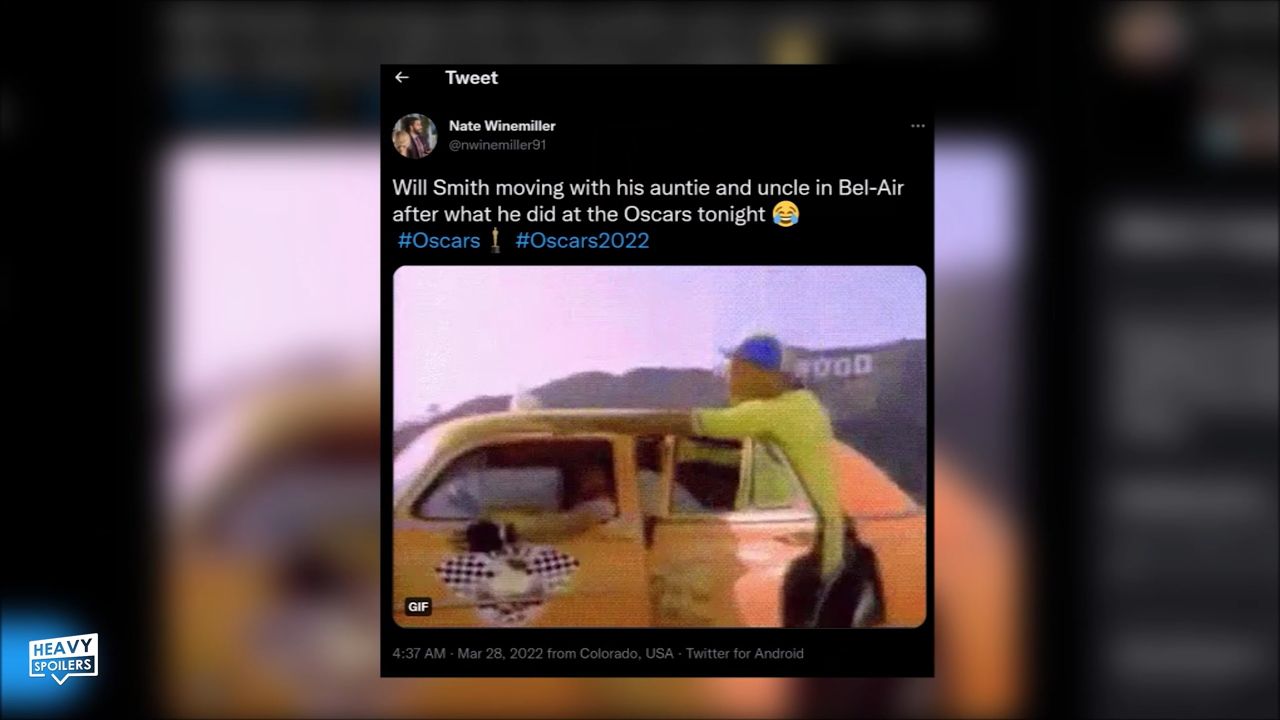 ← Tweet
Nate Winemiller
@nwinemiller91
Will Smith moving with his auntie and uncle in Bel-Air
after what he did at the Oscars tonight 😂
#Oscars #Oscars2022
WOOD
GIF
4:37 AM · Mar 28, 2022 from Colorado, USA · Twitter for Android
HEAVY
SPOILERS